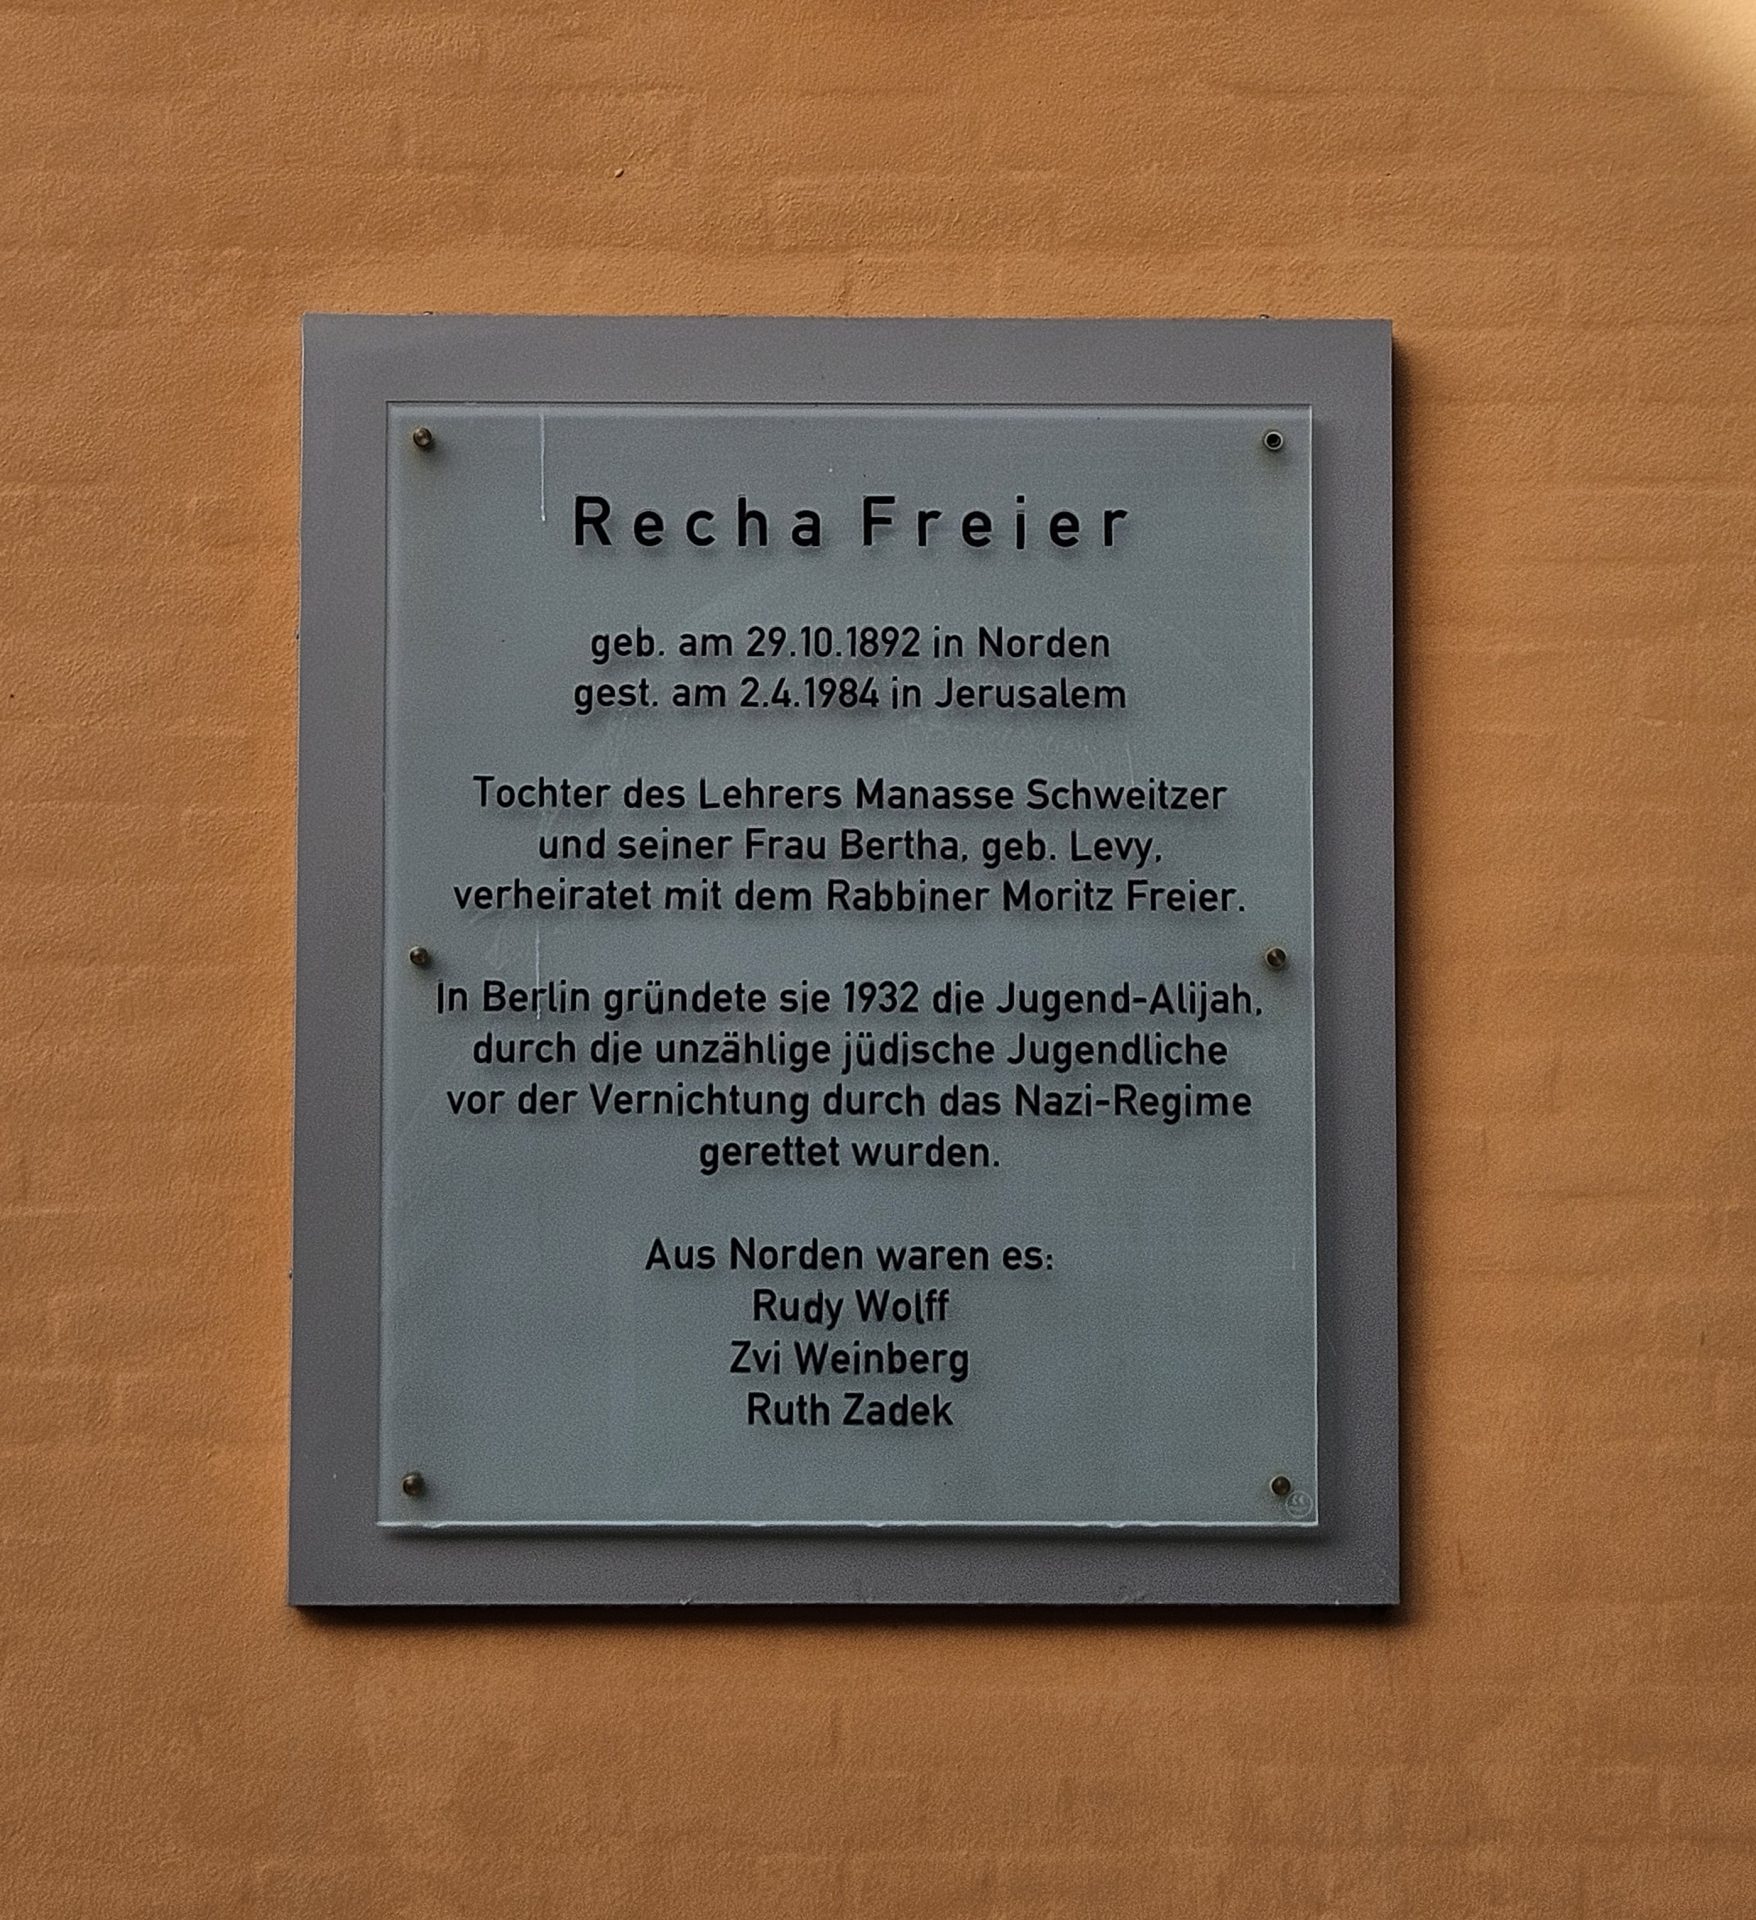 Recha Freier
geb. am 29.10.1892 in Norden
gest. am 2.4.1984 in Jerusalem
Tochter des Lehrers Manasse Schweitzer
und seiner Frau Bertha, geb. Levy,
verheiratet mit dem Rabbiner Moritz Freier.
In Berlin gründete sie 1932 die Jugend-Alijah,
durch die unzählige jüdische Jugendliche
vor der Vernichtung durch das Nazi-Regime
gerettet wurden.
Aus Norden waren es:
Rudy Wolff
Zvi Weinberg
Ruth Zadek